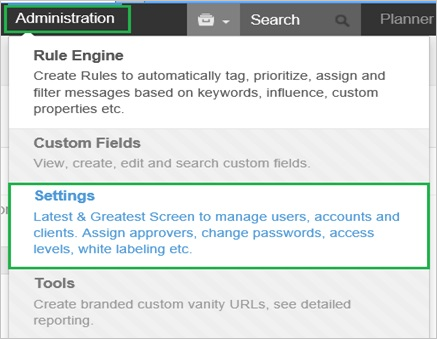 Administration
Search
Planner
Rule Engine
Create Rules to automatically tag, prioritize, assign and
filter messages based on keywords, influence, custom
properties etc.
Custom Fields
View, create, edit and search custom fields.
Settings
Latest & Greatest Screen to manage users, accounts and
clients. Assign approvers, change passwords, access
levels, white labeling etc.
Tools
Create branded custom vanity URLs, see detailed
reporting.